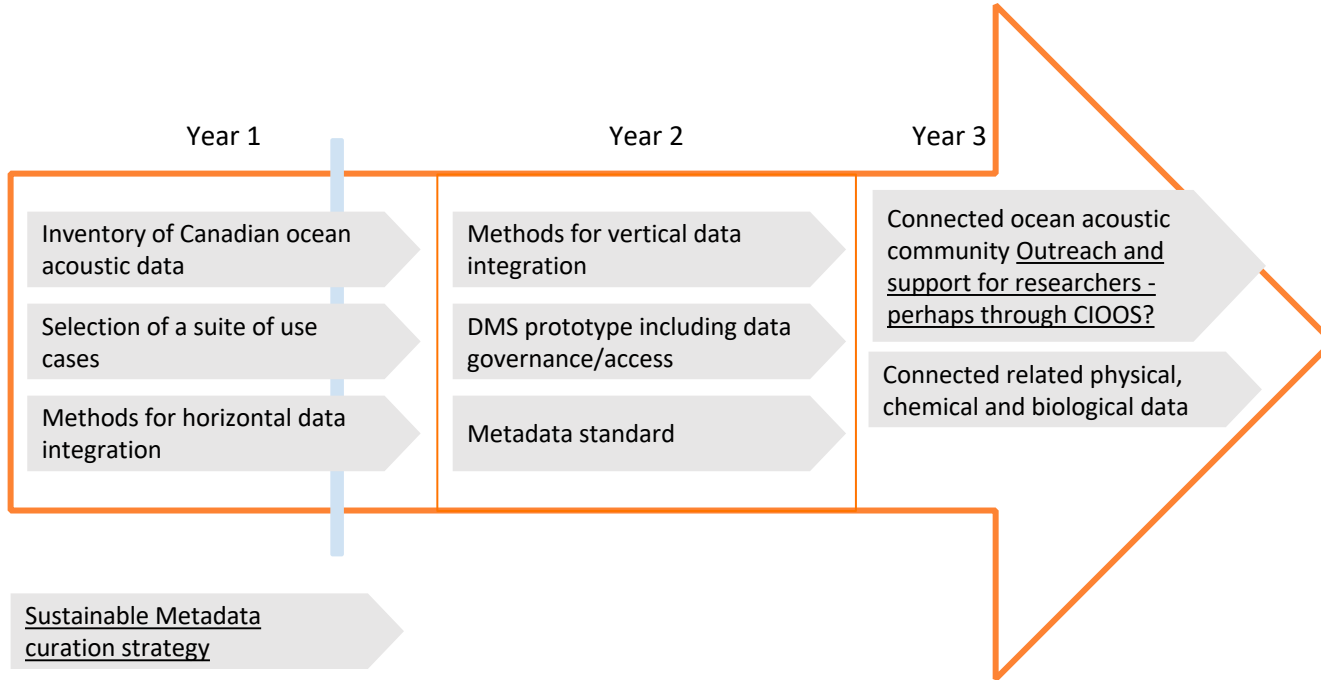 Year 1
Year 2
Year 3
Inventory of Canadian ocean
acoustic data
Selection of a suite of use
cases
Methods for horizontal data
integration
Methods for vertical data
integration
DMS prototype including data
governance/access
Metadata standard
Connected ocean acoustic
community Outreach and
support for researchers -
perhaps through CIOOS?
Connected related physical,
chemical and biological data
Sustainable Metadata
curation strategy